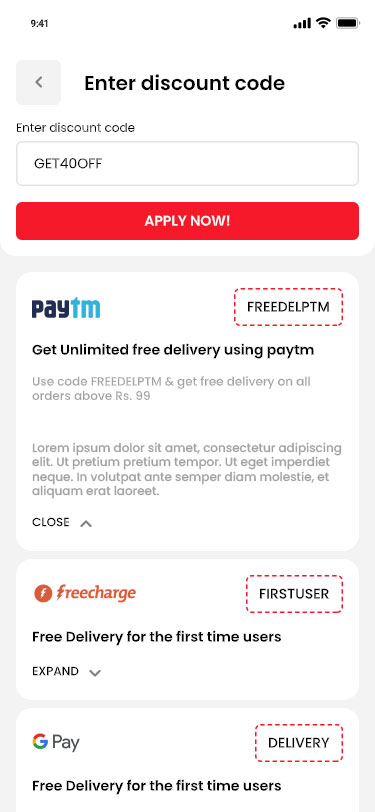 9:41
Enter discount code
Enter discount code
GET40OFF
APPLY NOW!
paytm
FREEDELPTM
Get Unlimited free delivery using paytm
Use code FREEDELPTM & get free delivery on all
orders above Rs. 99
Lorem ipsum dolor sit amet, consectetur adipiscing
elit. Ut pretium pretium tempor. Ut eget imperdiet
neque. In volutpat ante semper diam molestie, et
aliquam erat laoreet.
CLOSE
freecharge
FIRSTUSER
Free Delivery for the first time users
EXPAND
G Pay
DELIVERY
Free Delivery for the first time users